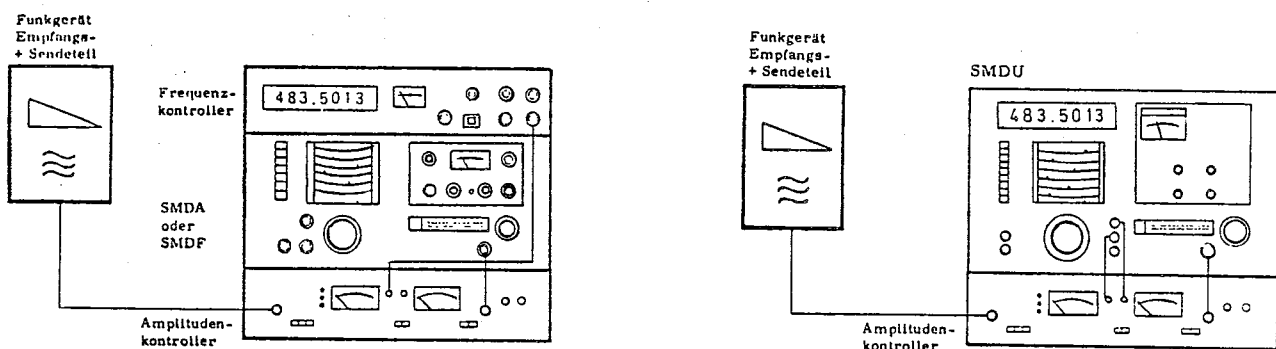 Funkgerät
Empfangs-
+ Sendeteil
Frequenz-
kontroller
483.5013
SMDA
oder
SMDF
Amplituden-
kontroller
Funkgerät
Empfangs-
+ Sendeteil
SMDU
483.5013
Amplituden-
kontroller